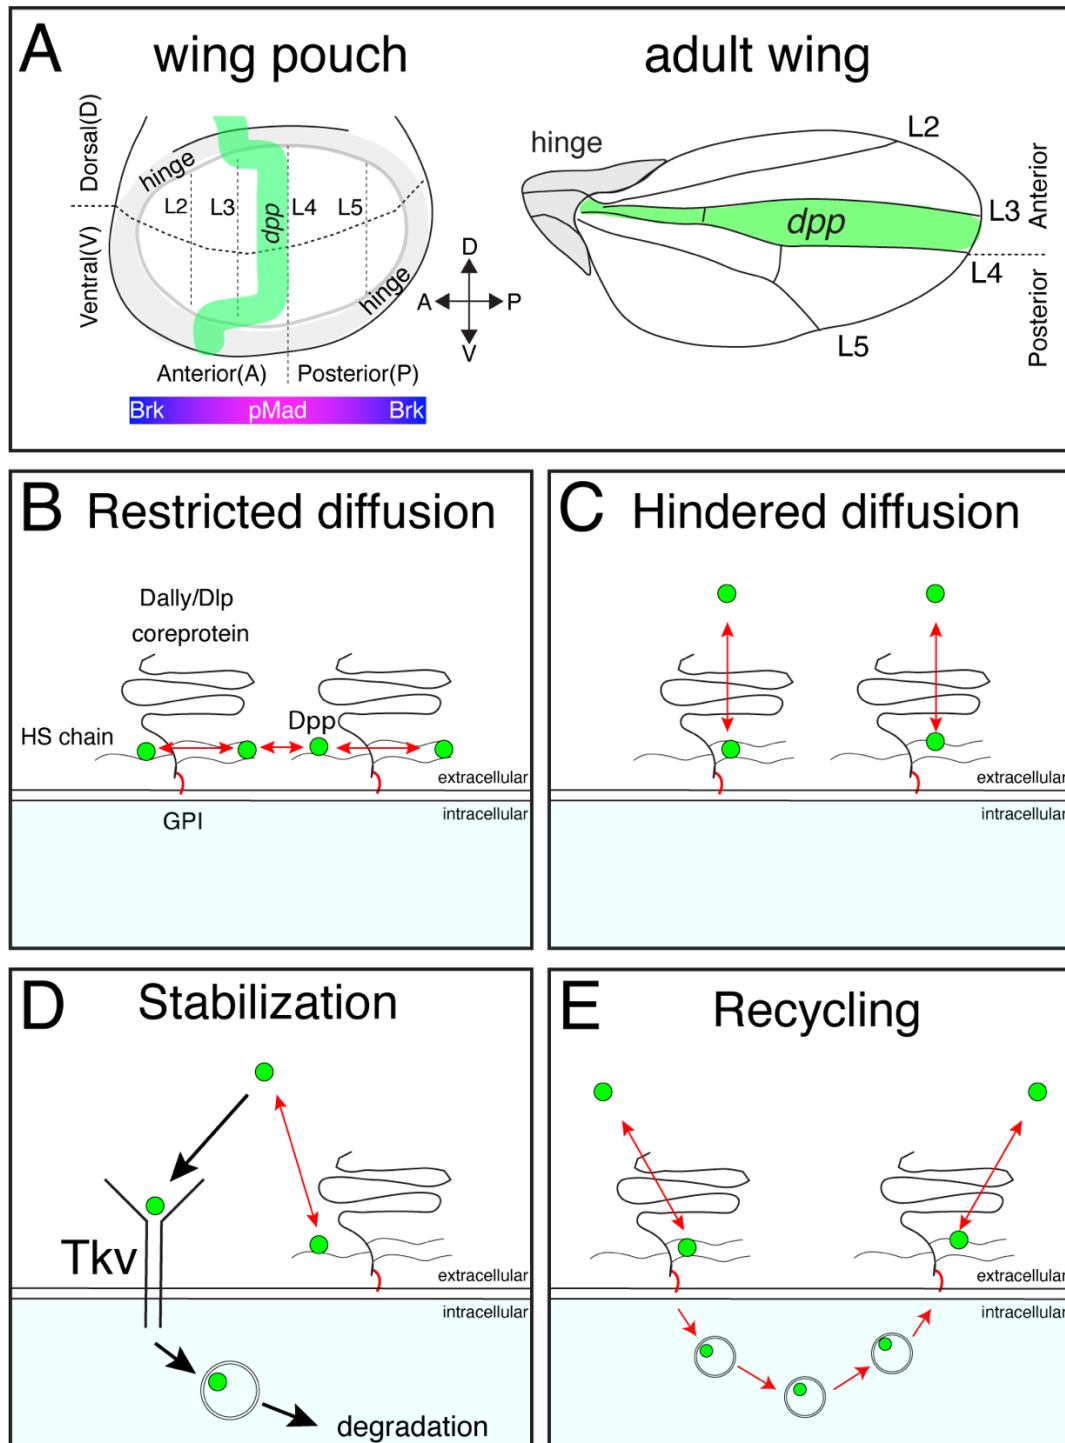 A
wing pouch
adult wing
Dorsal(D)
Ventral(V)
hinge
L2
L3
dpp
L4
L5
hinge
Anterior(A)
Posterior(P)
Brk
pMad
Brk
D
A
P
V
hinge
dpp
L2
L3
L4
L5
Anterior
Posterior
B
Restricted diffusion
Dally/Dlp
coreprotein
HS chain
Dpp
extracellular
intracellular
GPI
C
Hindered diffusion
extracellular
intracellular
D
Stabilization
Tkv
extracellular
intracellular
degradation
E
Recycling
extracellular
intracellular